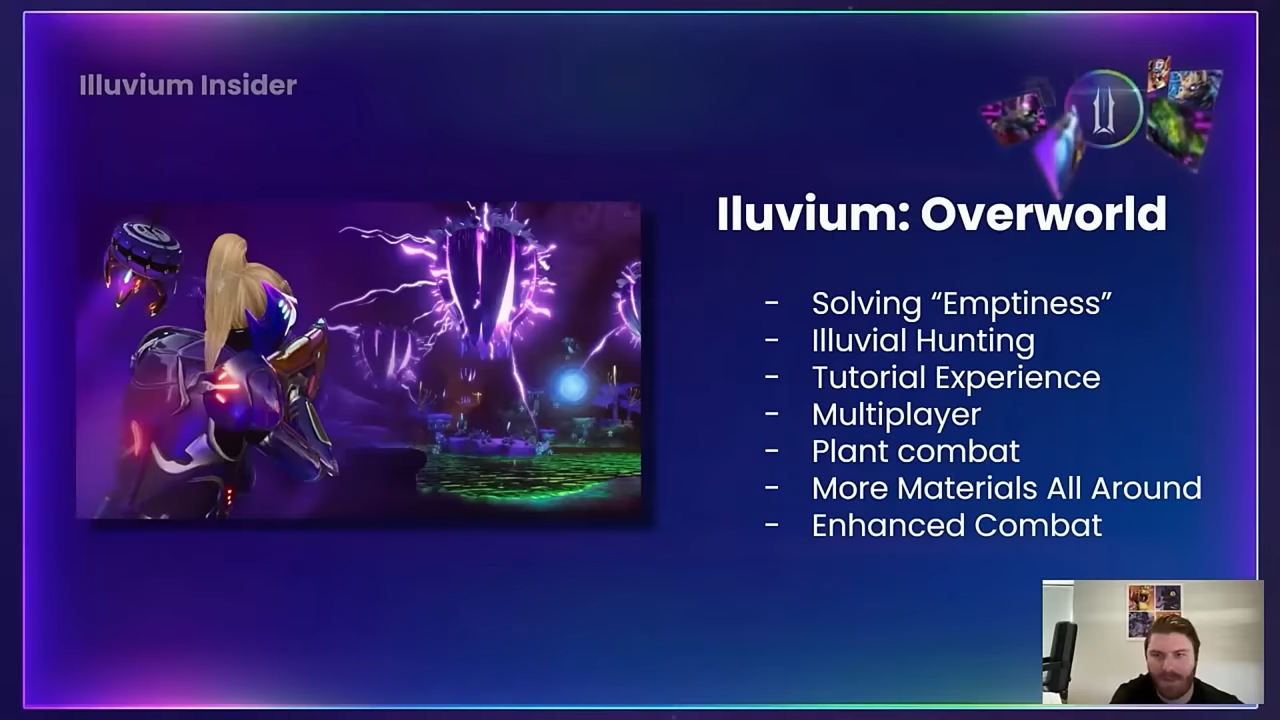 Illuvium Insider
Iluvium: Overworld
- Solving “Emptiness”
- Illuvial Hunting
- Tutorial Experience
- Multiplayer
- Plant combat
- More Materials All Around
- Enhanced Combat